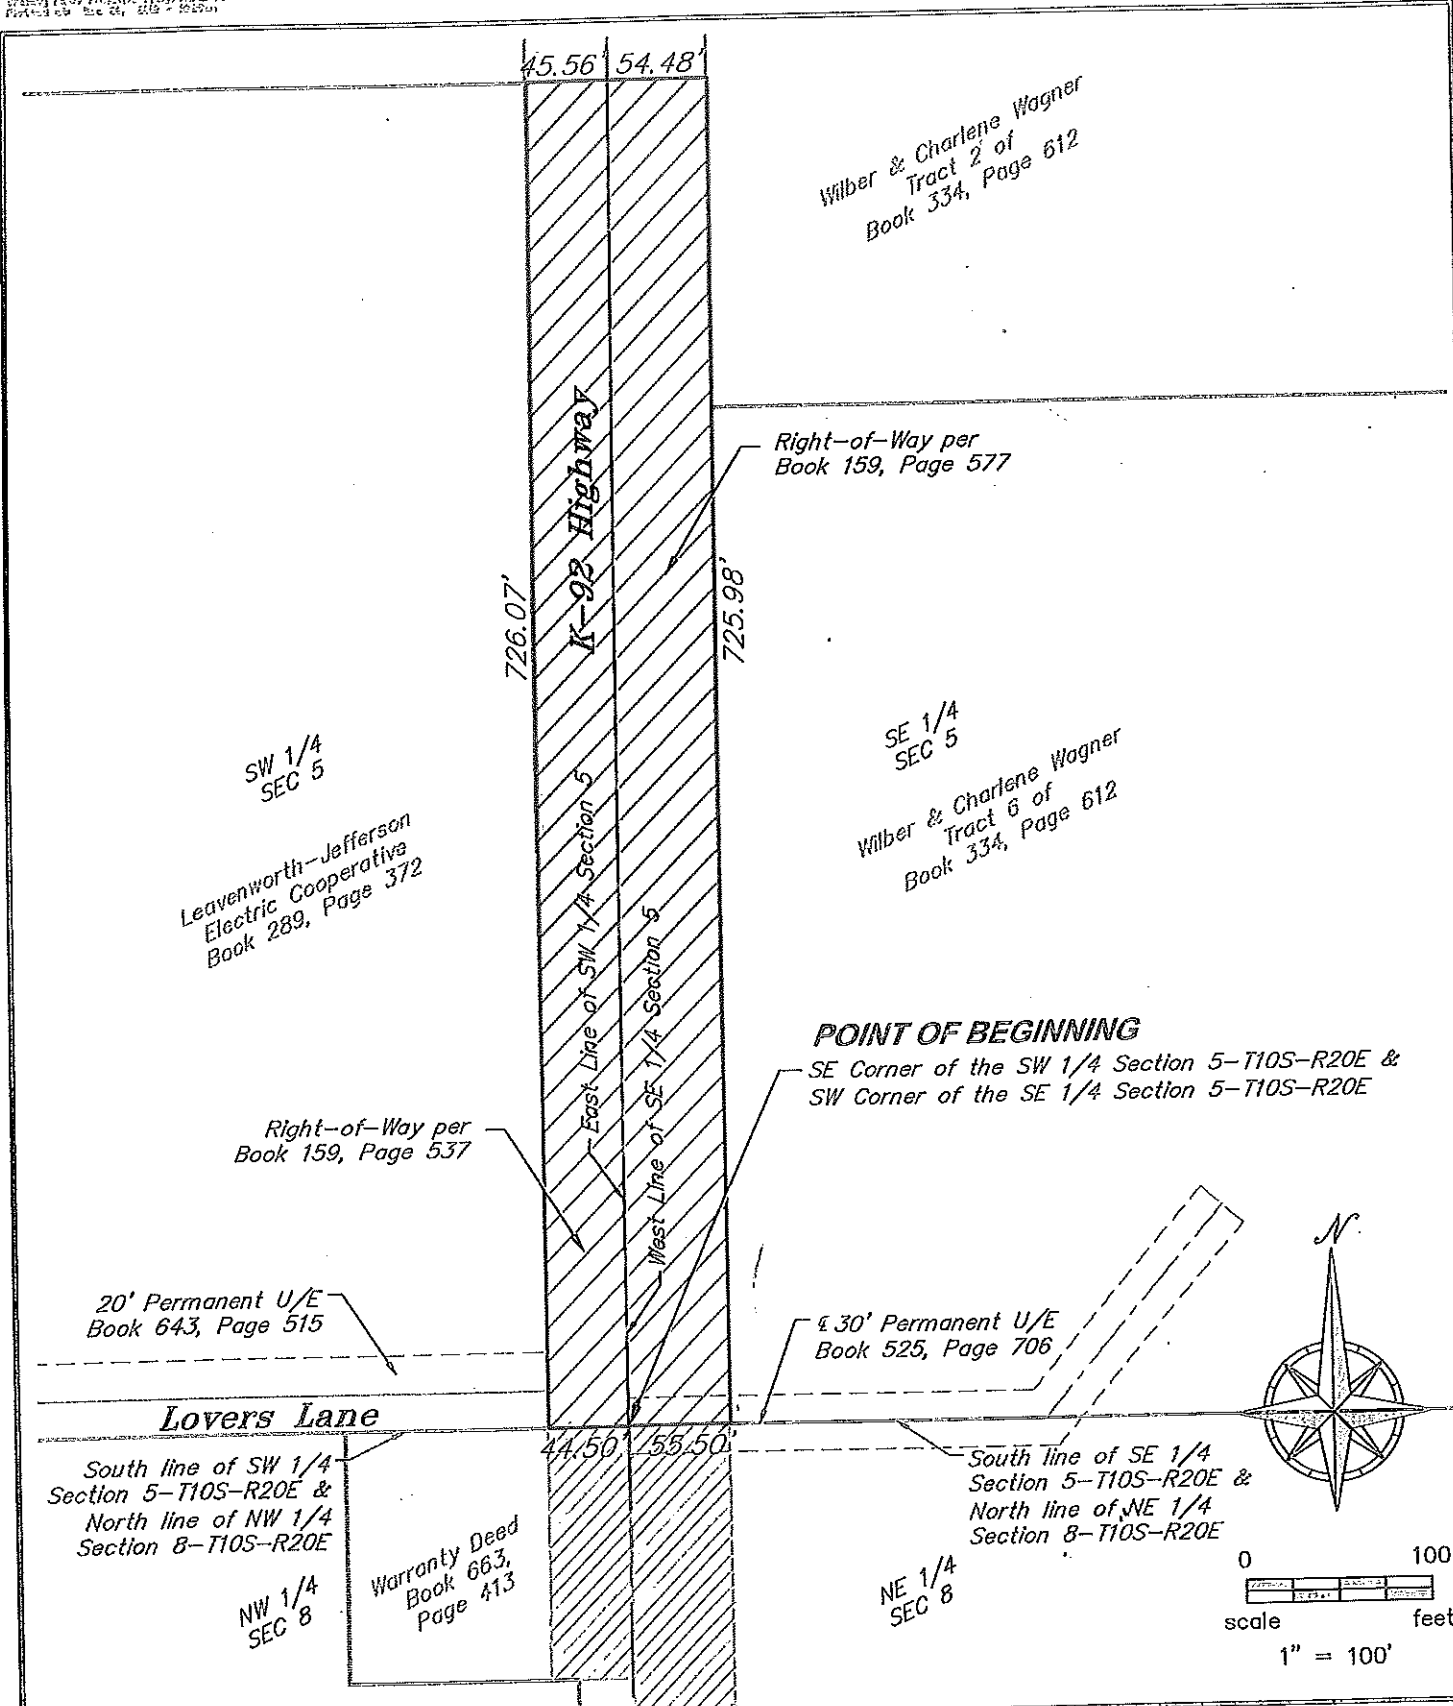 45.56' 54.48'
Wilber & Charlene Wagner
Tract 2 of
Book 334, Page 612
Right-of-Way per
Book 159, Page 577
K-92 Highway
726.07'
725.98'
SW 1/4
SEC 5
SE 1/4
SEC 5
Leavenworth-Jefferson
Electric Cooperative
Book 289, Page 372
Wilber & Charlene Wagner
Tract 6 of
Book 334, Page 612
East Line of SW 1/4 Section 5
West Line of SE 1/4 Section 5
POINT OF BEGINNING
SE Corner of the SW 1/4 Section 5-T10S-R20E &
SW Corner of the SE 1/4 Section 5-T10S-R20E
Right-of-Way per
Book 159, Page 537
20' Permanent U/E
Book 643, Page 515
℄ 30' Permanent U/E
Book 525, Page 706
N
Lovers Lane
44.50' 55.50'
South line of SW 1/4
Section 5-T10S-R20E &
North line of NW 1/4
Section 8-T10S-R20E
South line of SE 1/4
Section 5-T10S-R20E &
North line of NE 1/4
Section 8-T10S-R20E
Warranty Deed
Book 663,
Page 413
NW 1/4
SEC 8
NE 1/4
SEC 8
0 100
scale feet
1" = 100'